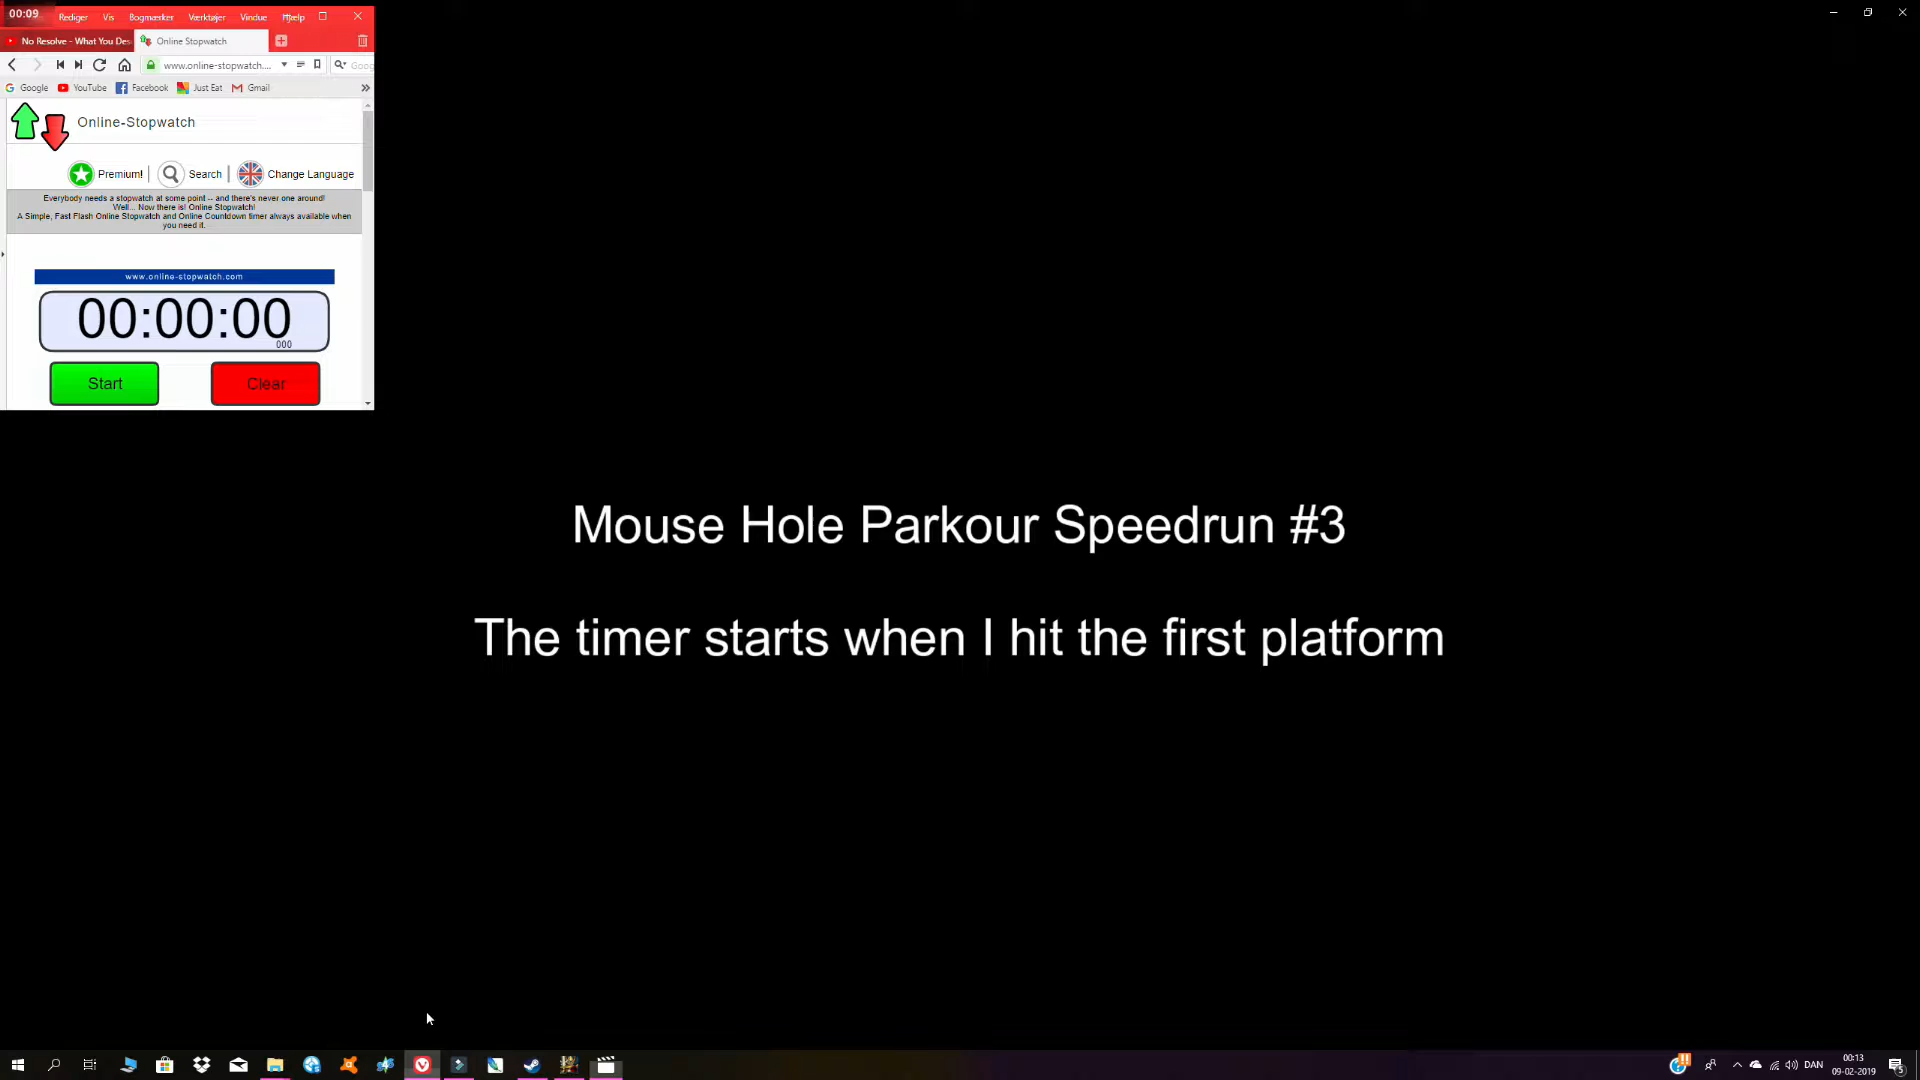 00:09
Rediger Vis Bogmærker Værktøjer Vindue Hjælp
No Resolve - What You Des
Online Stopwatch
www.online-stopwatch....
Goog
Google YouTube Facebook Just Eat Gmail
Online-Stopwatch
Premium! | Search | Change Language
Everybody needs a stopwatch at some point -- and there's never one around!
Well... Now there is! Online Stopwatch!
A Simple, Fast Flash Online Stopwatch and Online Countdown timer always available when
you need it.
www.online-stopwatch.com
00:00:00
000
Start Clear
Mouse Hole Parkour Speedrun #3
The timer starts when I hit the first platform
DAN
00:13
09-02-2019
5